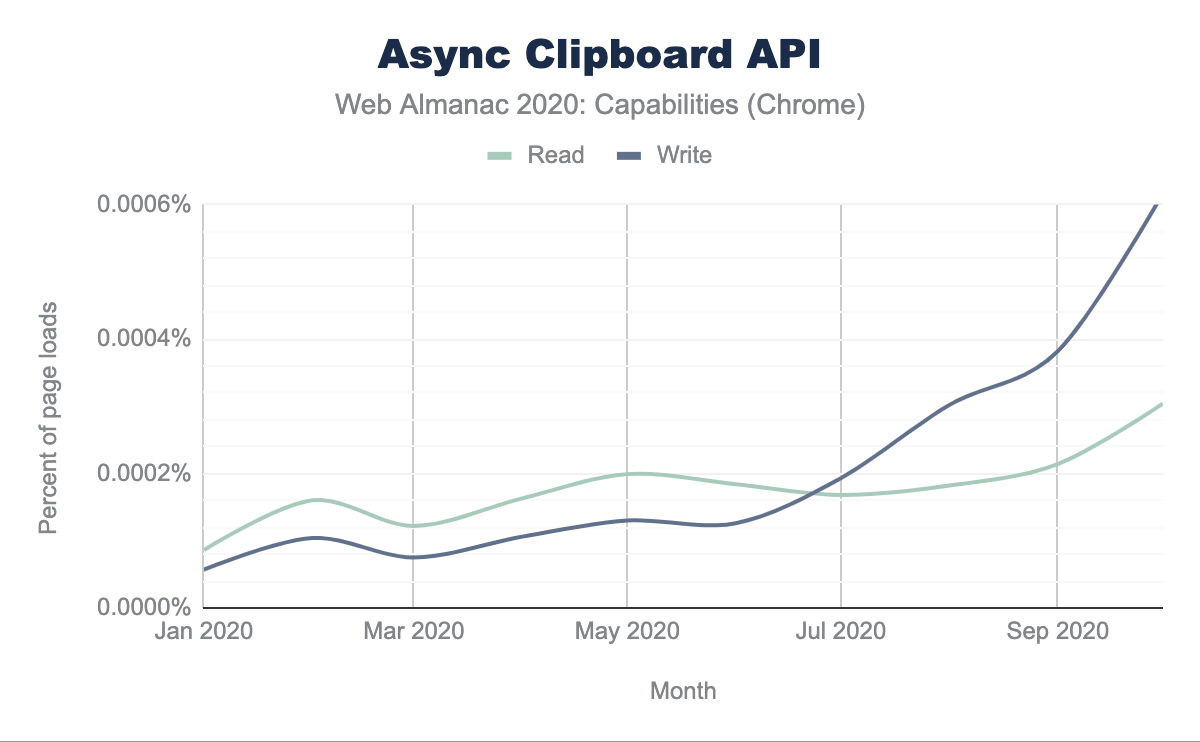 Async Clipboard API
Web Almanac 2020: Capabilities (Chrome)
Read Write
Percent of page loads
0.0006%
0.0004%
0.0002%
0.0000%
Jan 2020 Mar 2020 May 2020 Jul 2020 Sep 2020
Month